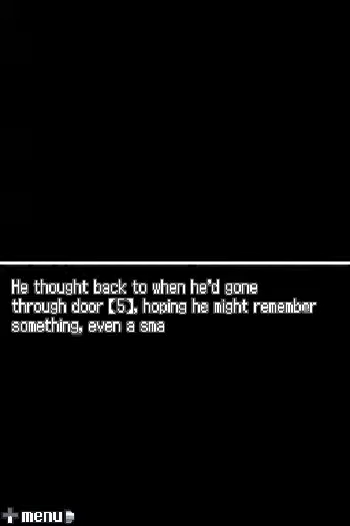 He thought back to when he'd gone
through door [5], hoping he might remember
something, even a sma
menu